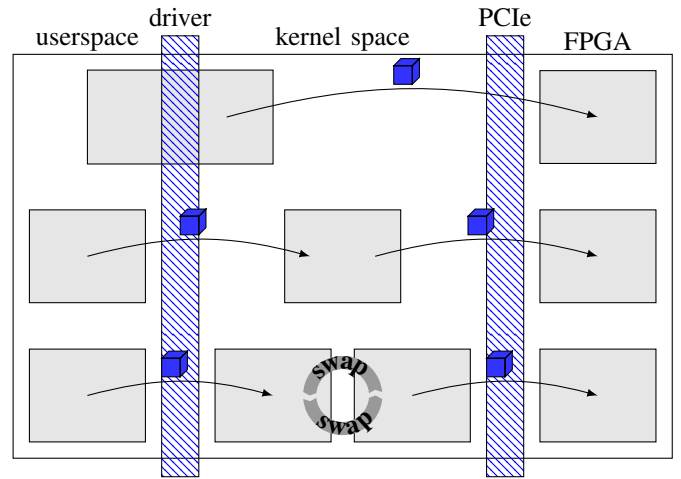 driver
PCIe
userspace
kernel space
FPGA
swap
swap